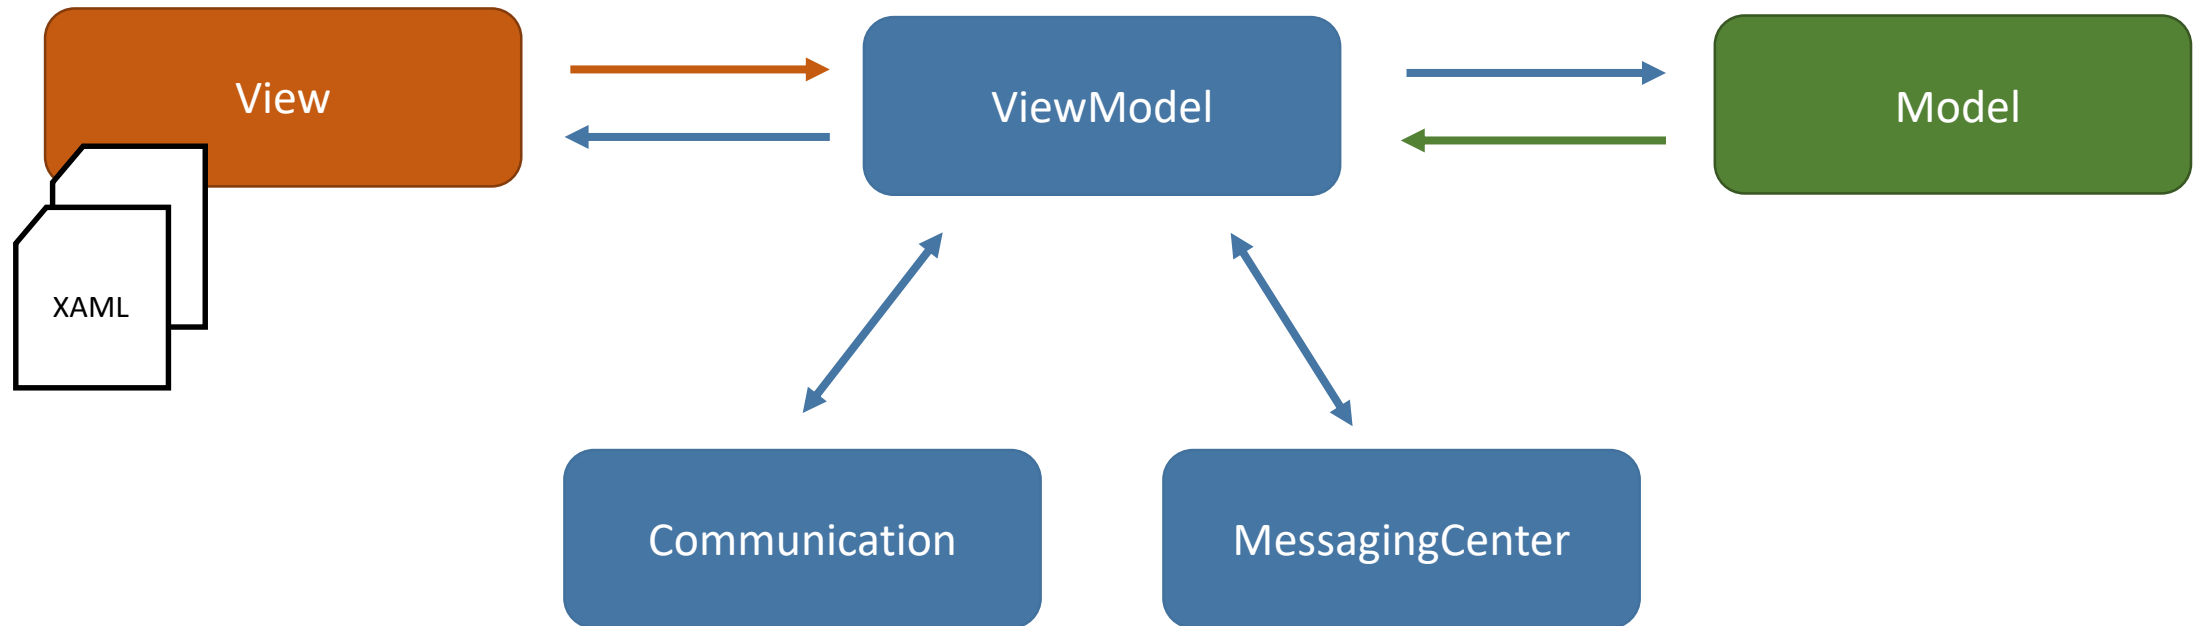 View
ViewModel
Model
XAML
Communication
MessagingCenter